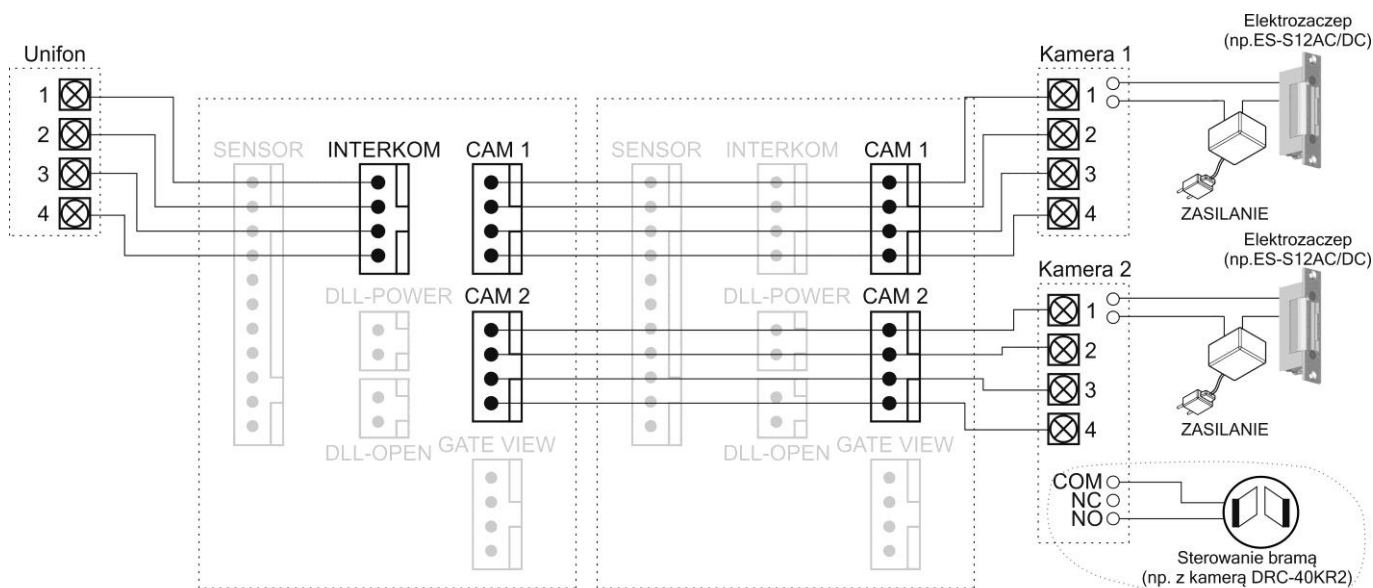 Elektrozaczep
(np.ES-S12AC/DC)
Unifon
Kamera 1
1
2
3
4
SENSOR
INTERKOM
CAM 1
SENSOR
INTERKOM
CAM 1
1
2
3
4
ZASILANIE
DLL-POWER
CAM 2
DLL-POWER
CAM 2
Kamera 2
Elektrozaczep
(np.ES-S12AC/DC)
1
2
3
4
ZASILANIE
DLL-OPEN
GATE VIEW
DLL-OPEN
GATE VIEW
COM
NC
NO
Sterowanie bramą
(np. z kamerą DRC-40KR2)